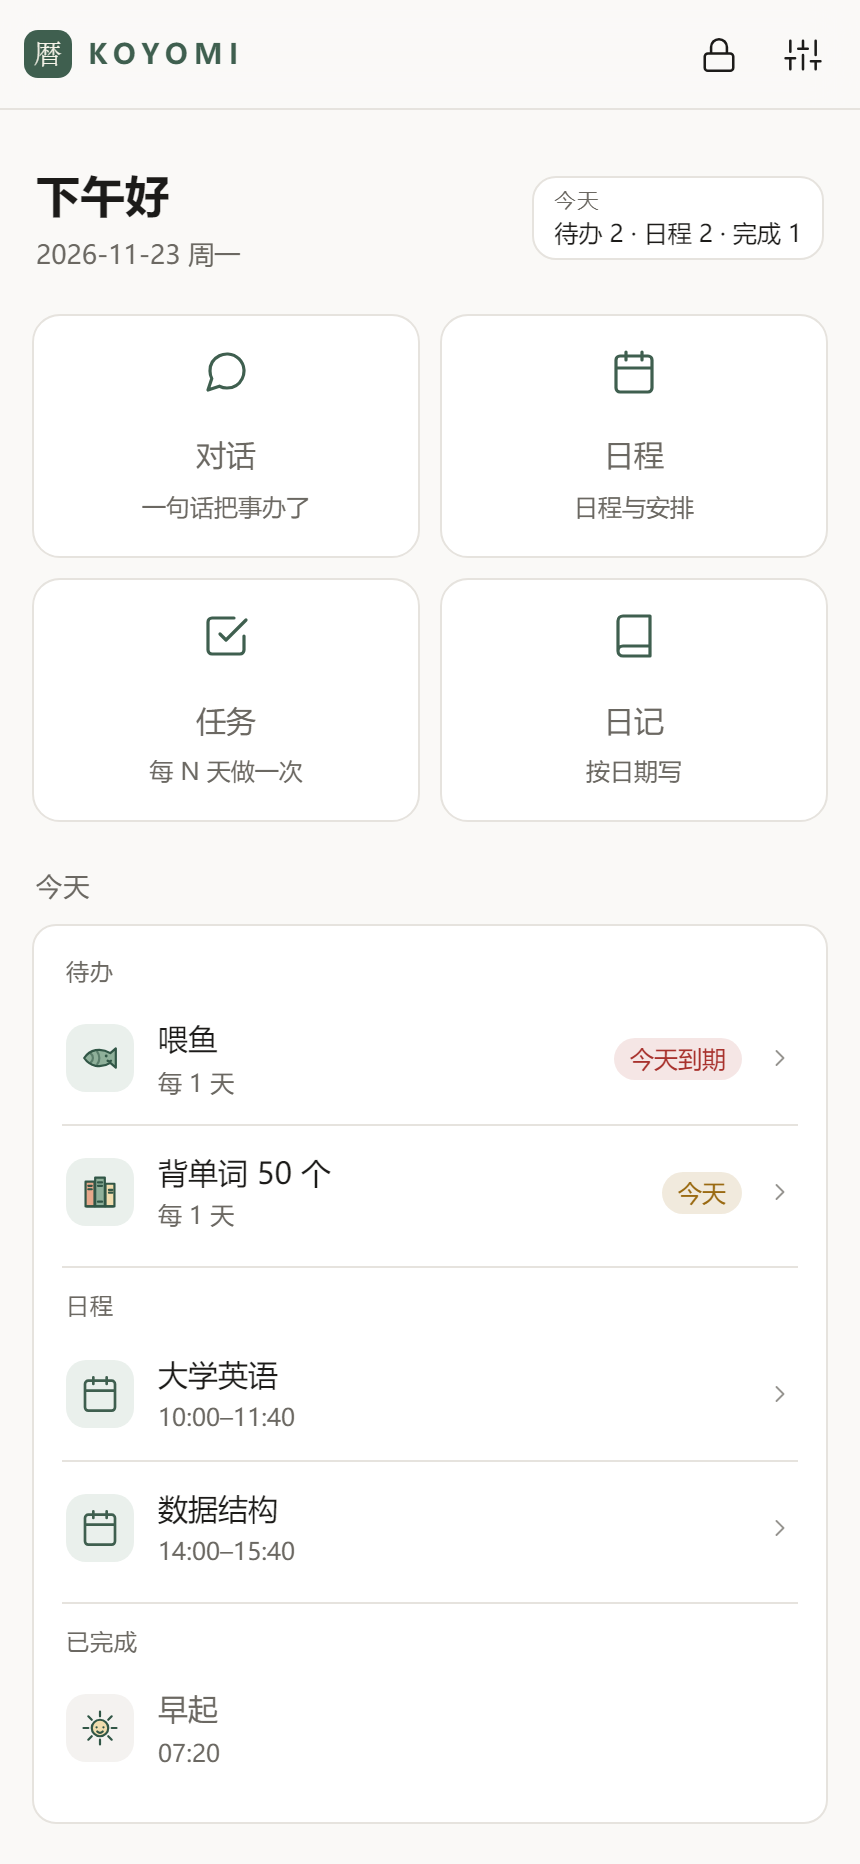 暦 KOYOMI
下午好
2026-11-23 周一
今天
待办 2 · 日程 2 · 完成 1
对话
一句话把事办了
日程
日程与安排
任务
每 N 天做一次
日记
按日期写
今天
待办
喂鱼
每 1 天
今天到期
背单词 50 个
每 1 天
今天
日程
大学英语
10:00–11:40
数据结构
14:00–15:40
已完成
早起
07:20